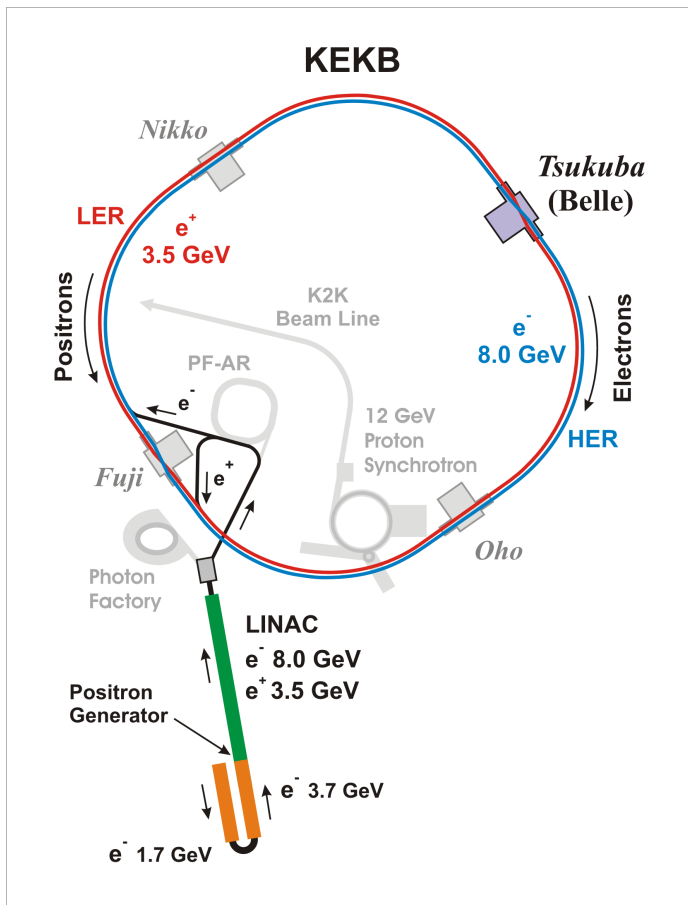 KEKB
Nikko
Tsukuba
(Belle)
LER
e+
3.5 GeV
K2K
Beam Line
Positrons
e-
8.0 GeV
Electrons
PF-AR
e-
12 GeV
Proton
Synchrotron
HER
Fuji
e+
Oho
Photon
Factory
LINAC
e- 8.0 GeV
e+ 3.5 GeV
Positron
Generator
e- 3.7 GeV
e- 1.7 GeV